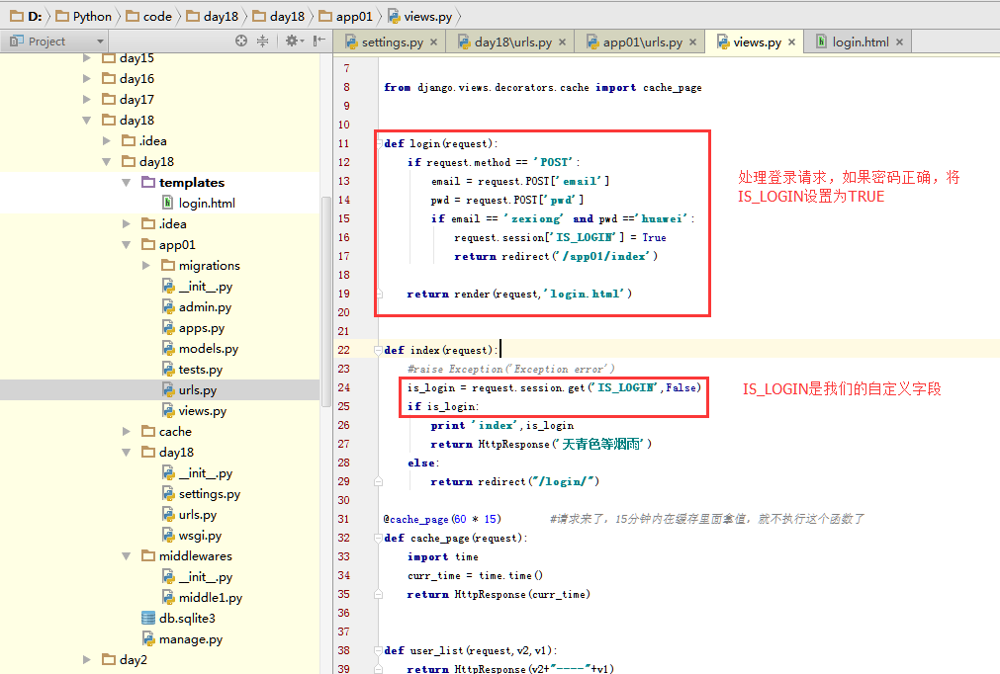 D: Python code day18 day18 app01 views.py
Project
settings.py day18\urls.py app01\urls.py views.py login.html
day15
day16
day17
day18
.idea
day18
templates
login.html
.idea
app01
migrations
__init__.py
admin.py
apps.py
models.py
tests.py
urls.py
views.py
cache
day18
__init__.py
settings.py
urls.py
wsgi.py
middlewares
__init__.py
middle1.py
db.sqlite3
manage.py
day2
7
8 from django.views.decorators.cache import cache_page
9
10
11 def login(request):
12 if request.method == 'POST':
13 email = request.POST['email']
14 pwd = request.POST['pwd']
15 if email == 'zexiong' and pwd =='huawei':
16 request.session['IS_LOGIN'] = True
17 return redirect('/app01/index')
18
19 return render(request,'login.html')
20
21
22 def index(request):
23 #raise Exception('Exception error')
24 is_login = request.session.get('IS_LOGIN',False)
25 if is_login:
26 print 'index',is_login
27 return HttpResponse('天青色等烟雨')
28 else:
29 return redirect("/login/")
30
31 @cache_page(60 * 15) #请求来了，15分钟内在缓存里面拿值，就不执行这个函数了
32 def cache_page(request):
33 import time
34 curr_time = time.time()
35 return HttpResponse(curr_time)
36
37
38 def user_list(request,v2,v1):
39 return HttpResponse(v2+"----"+v1)
处理登录请求，如果密码正确，将
IS_LOGIN设置为TRUE
IS_LOGIN是我们的自定义字段